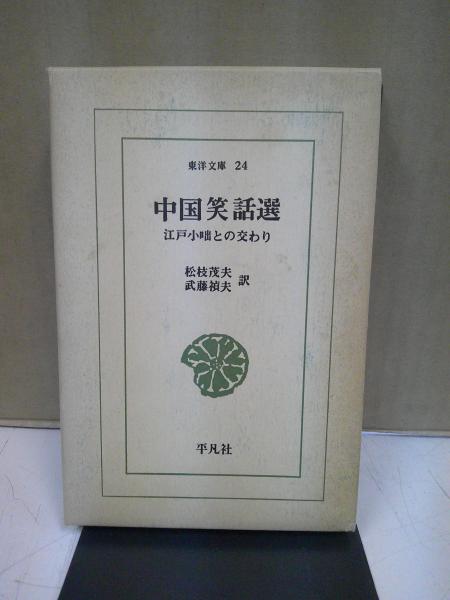 東洋文庫 24
中国笑話選
江戸小咄との交わり
松枝茂夫
武藤禎夫 訳
平凡社